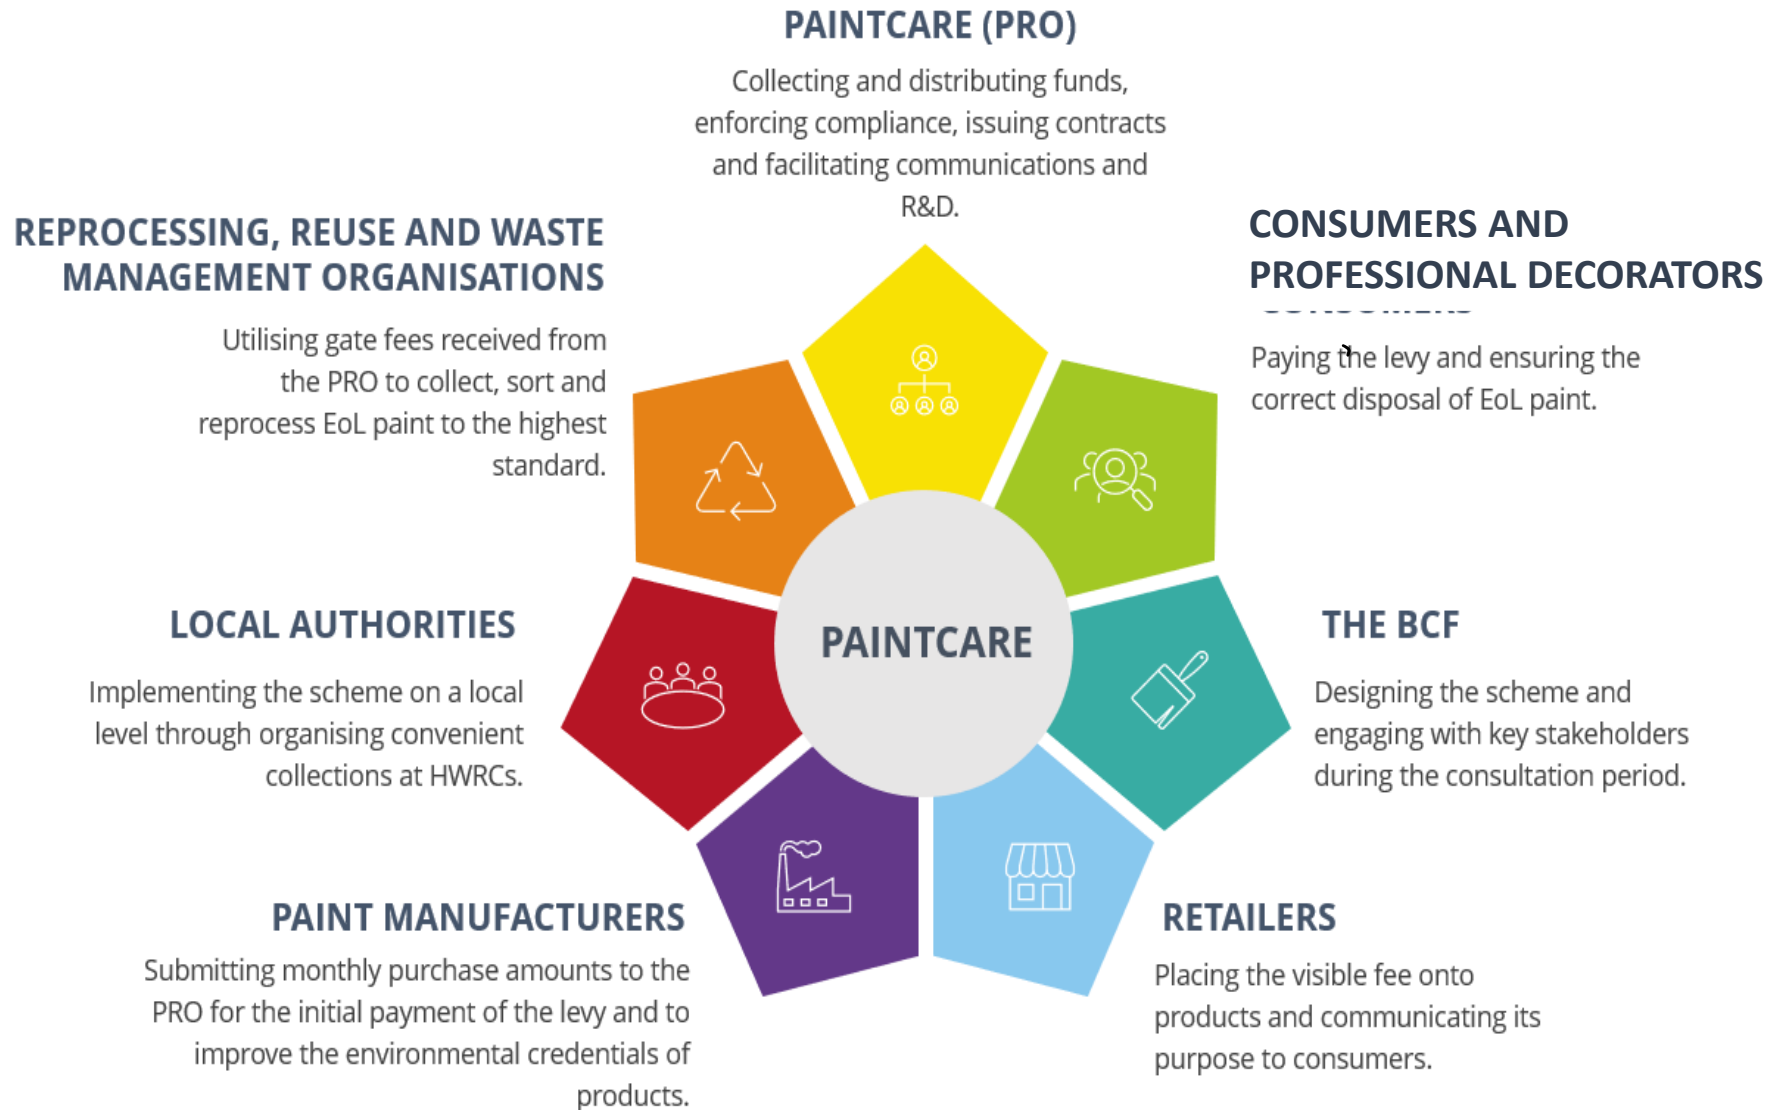 PAINTCARE (PRO)
Collecting and distributing funds,
enforcing compliance, issuing contracts
and facilitating communications and
R&D.
CONSUMERS AND
PROFESSIONAL DECORATORS
Paying the levy and ensuring the
correct disposal of EoL paint.
THE BCF
Designing the scheme and
engaging with key stakeholders
during the consultation period.
RETAILERS
Placing the visible fee onto
products and communicating its
purpose to consumers.
PAINT MANUFACTURERS
Submitting monthly purchase amounts to the
PRO for the initial payment of the levy and to
improve the environmental credentials of
products.
LOCAL AUTHORITIES
Implementing the scheme on a local
level through organising convenient
collections at HWRCs.
REPROCESSING, REUSE AND WASTE
MANAGEMENT ORGANISATIONS
Utilising gate fees received from
the PRO to collect, sort and
reprocess EoL paint to the highest
standard.
PAINTCARE